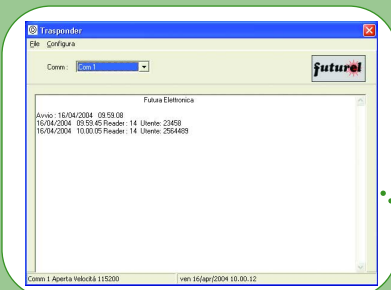 Trasponder
File Configura
Comm : Com 1
futurel
Futura Elettronica
Avvio : 16/04/2004 09.59.08
16/04/2004 09.59.45 Reader : 14 Utente: 23458
16/04/2004 10.00.05 Reader : 14 Utente: 2564489
Comm 1 Aperta Velocità 115200 ven 16/apr/2004 10.00.12